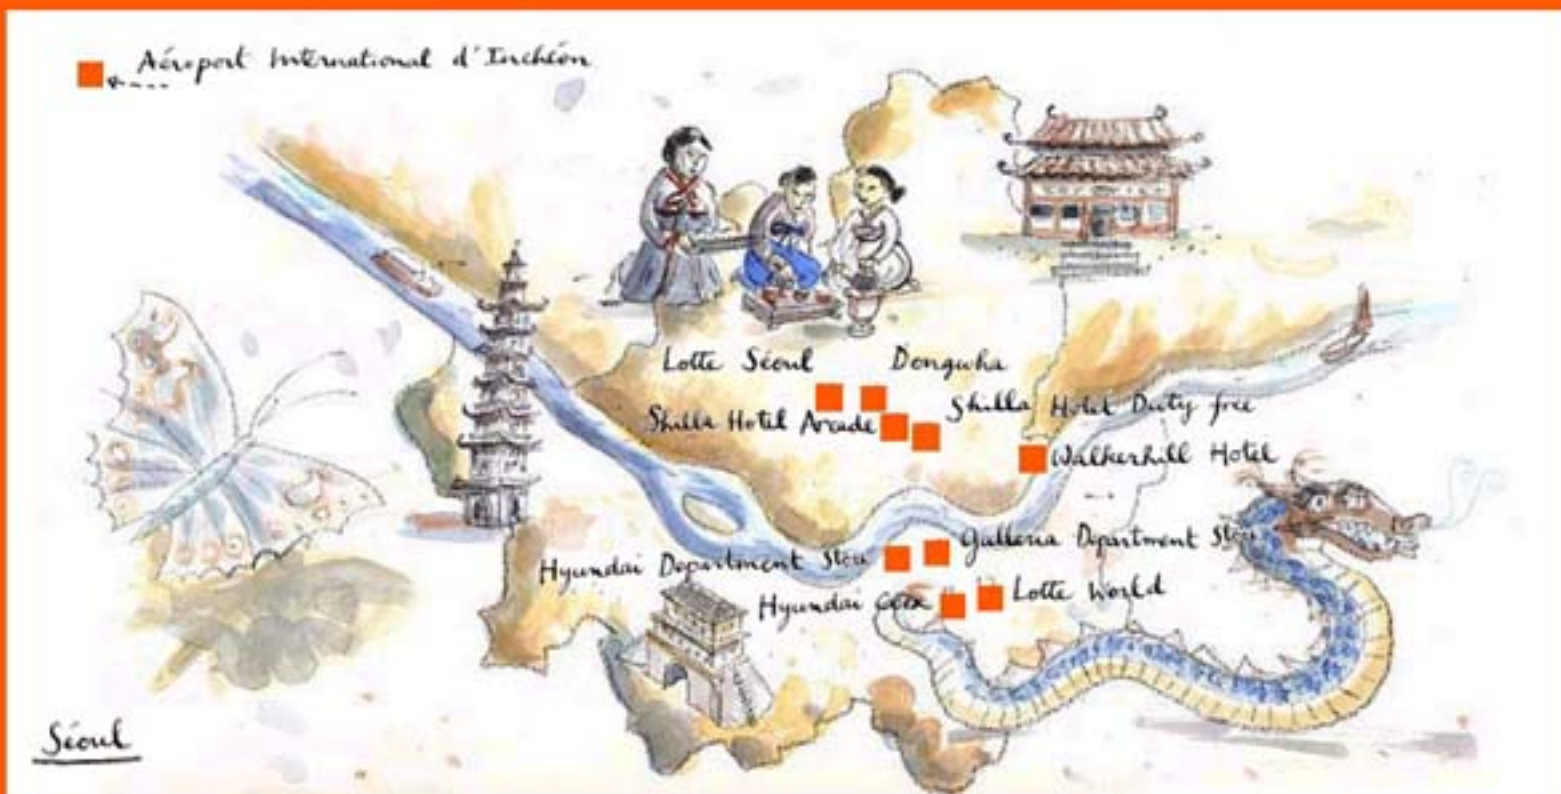 Aéroport International d'Inchéon
Lotte Séoul
Dongwha
Shilla Hotel Arcade
Shilla Hotel Duty free
Walkerhill Hotel
Galleria Department Store
Hyundai Department Store
Hyundai Coex
Lotte World
Séoul